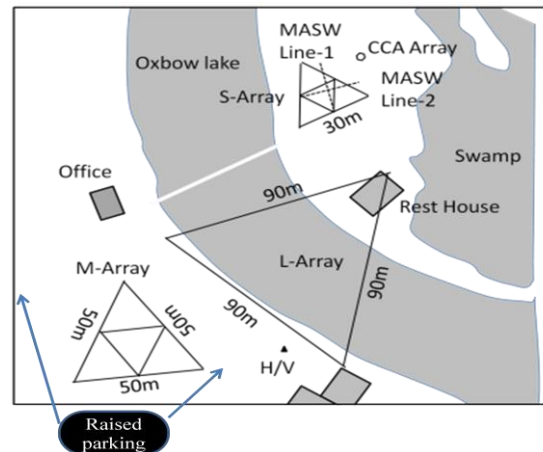 MASW
Line-1
CCA Array
Oxbow lake
MASW
Line-2
S-Array
30m
Swamp
Office
90m
Rest House
M-Array
L-Array
50m
50m
90m
90m
H/V
50m
Raised
parking